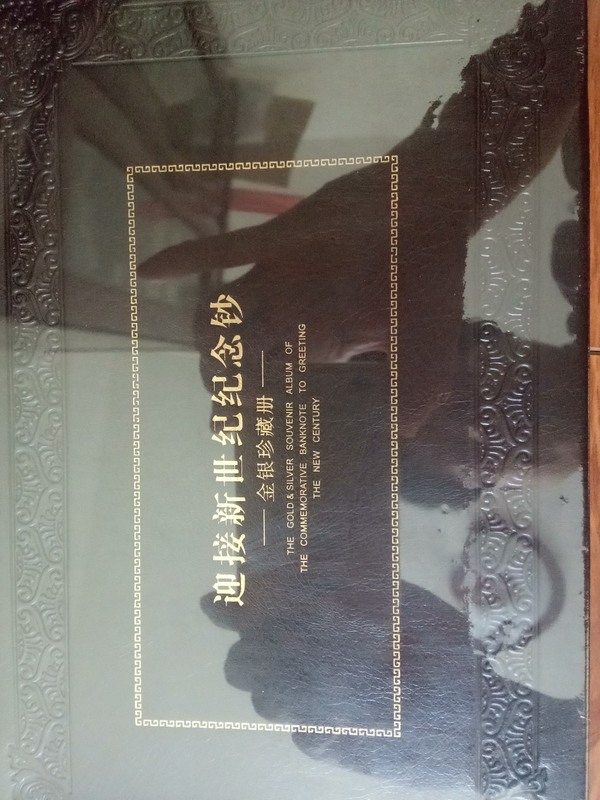 迎接新世纪纪念钞
——金银珍藏册——
THE GOLD & SILVER SOUVENIR ALBUM OF
THE COMMEMORATIVE BANKNOTE TO GREETING
THE NEW CENTURY